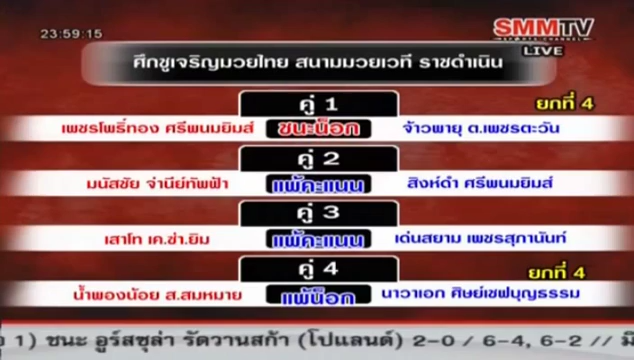 23:59:15
SMMTV
SPORTS CHANNEL
LIVE
ศึกชูเจริญมวยไทย สนามมวยเวที ราชดำเนิน
คู่ 1 ยกที่ 4
เพชรโพธิ์ทอง ศรีพนมยิมส์ ชนะน็อก จ้าวพายุ ต.เพชรตะวัน
คู่ 2
มนัสชัย จ่านีย์ทัพฟ้า แพ้คะแนน สิงห์ดำ ศรีพนมยิมส์
คู่ 3
เสาโท เค.ซ่า.ยิม แพ้คะแนน เด่นสยาม เพชรสุภานันท์
คู่ 4 ยกที่ 4
น้ำพองน้อย ส.สมหมาย แพ้น็อก นาวาเอก ศิษย์เชฟบุญธรรม
1) ชนะ อูร์สซุล่า รัดวานสก้า (โปแลนด์) 2-0 / 6-4, 6-2 //